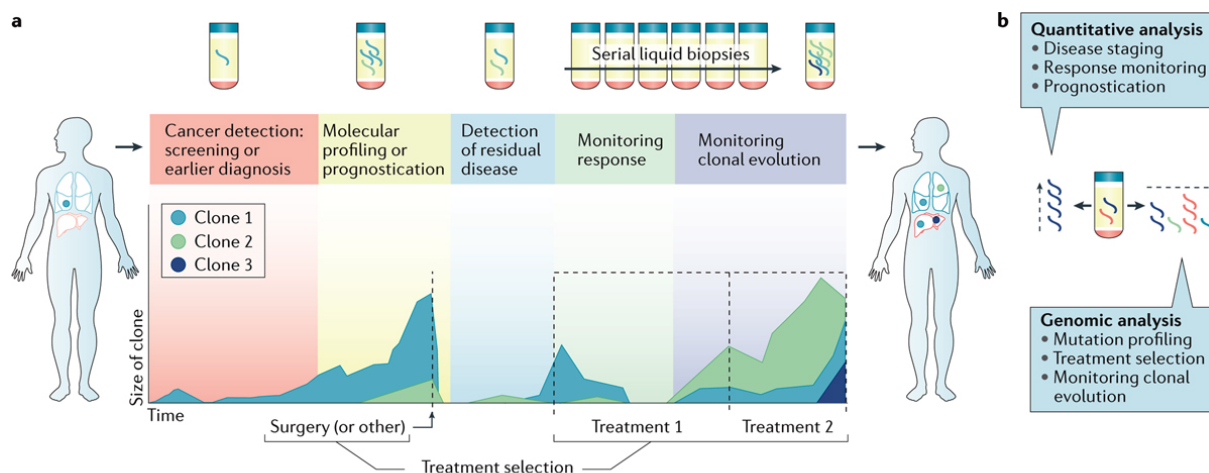 a
Serial liquid biopsies
Cancer detection:
screening or
earlier diagnosis
Molecular
profiling or
prognostication
Detection
of residual
disease
Monitoring
response
Monitoring
clonal evolution
Clone 1
Clone 2
Clone 3
Size of clone
Time
Surgery (or other)
Treatment 1
Treatment 2
Treatment selection
b
Quantitative analysis
• Disease staging
• Response monitoring
• Prognostication
Genomic analysis
• Mutation profiling
• Treatment selection
• Monitoring clonal
evolution